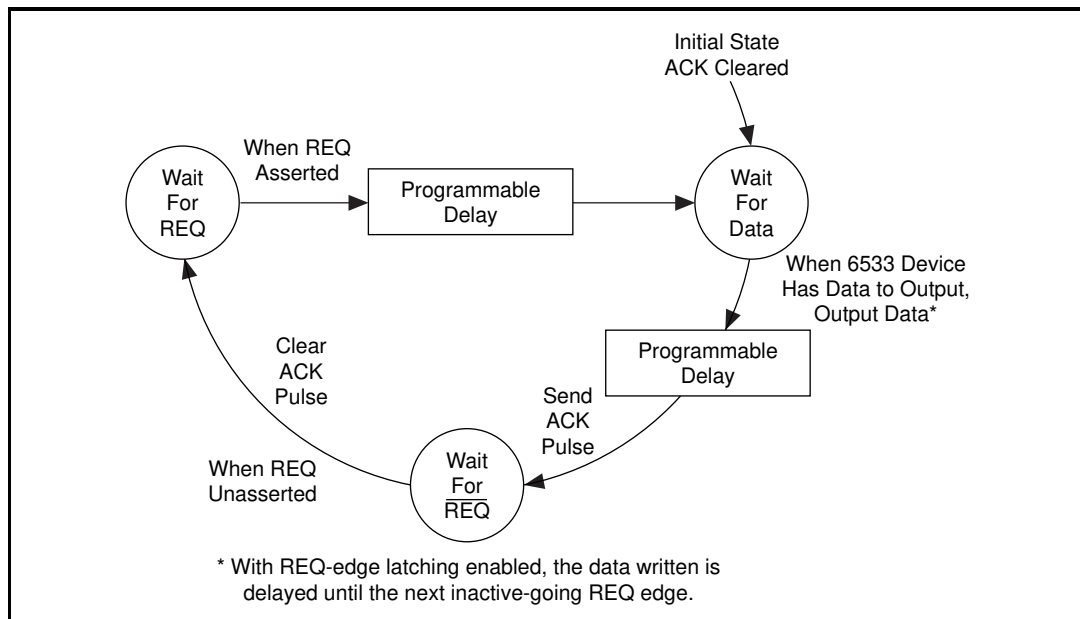 Initial State
ACK Cleared
When REQ
Asserted
Wait
For
REQ
Programmable
Delay
Wait
For
Data
When 6533 Device
Has Data to Output,
Output Data*
Programmable
Delay
Clear
ACK
Pulse
Send
ACK
Pulse
When REQ
Unasserted
Wait
For
R̅E̅Q̅
* With REQ-edge latching enabled, the data written is
delayed until the next inactive-going REQ edge.